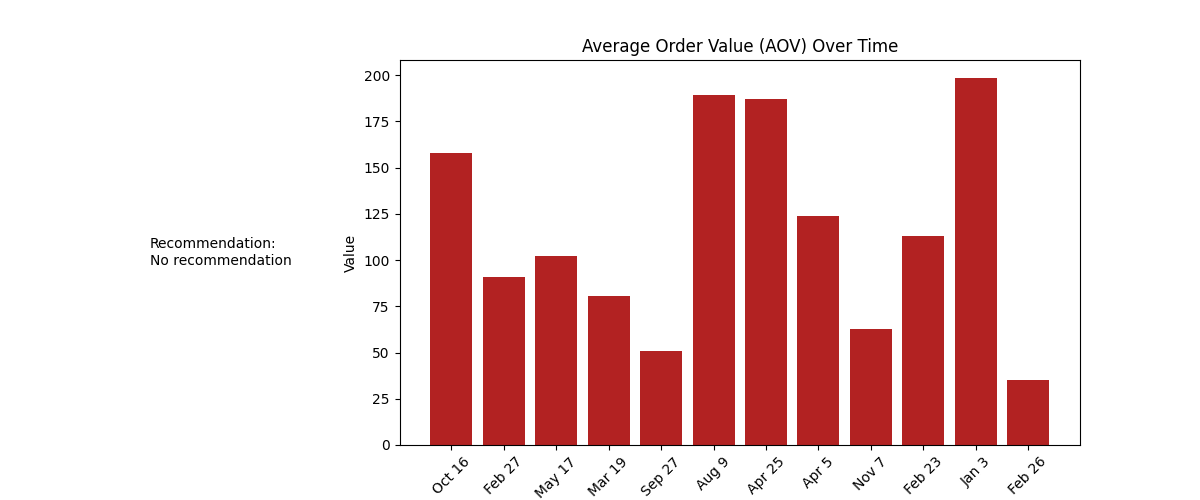 Average Order Value (AOV) Over Time
Recommendation:
No recommendation
Value
200
175
150
125
100
75
50
25
0
Oct 16
Feb 27
May 17
Mar 19
Sep 27
Aug 9
Apr 25
Apr 5
Nov 7
Feb 23
Jan 3
Feb 26